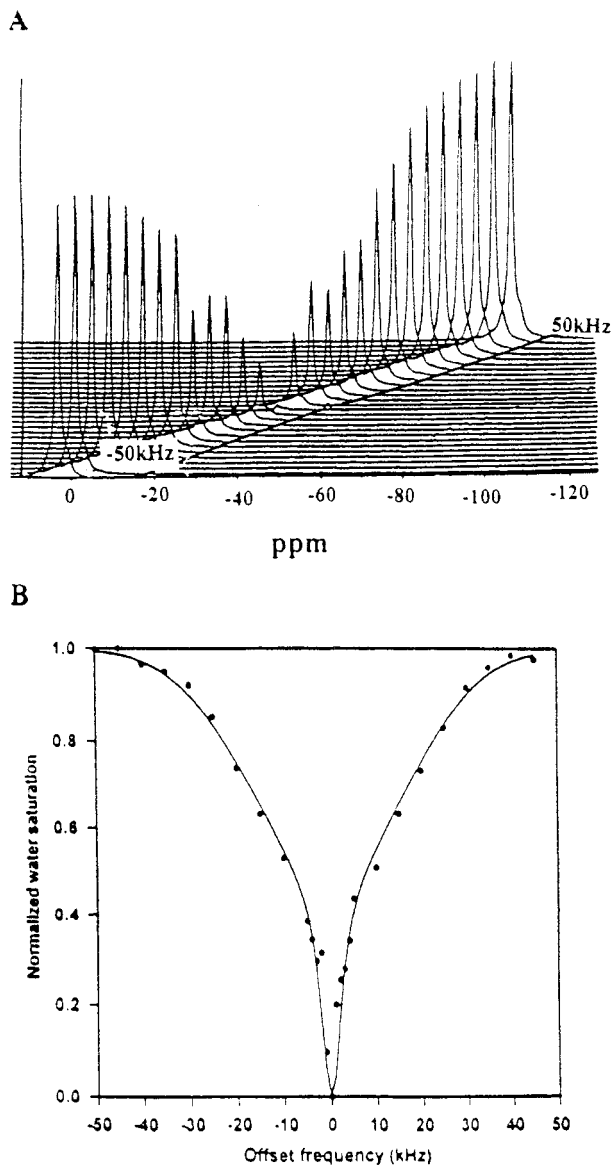 A
50kHz
-50kHz
0 -20 -40 -60 -80 -100 -120
ppm
B
1.0
0.8
0.6
0.4
0.2
0.0
Normalized water saturation
-50 -40 -30 -20 -10 0 10 20 30 40 50
Offset frequency (kHz)